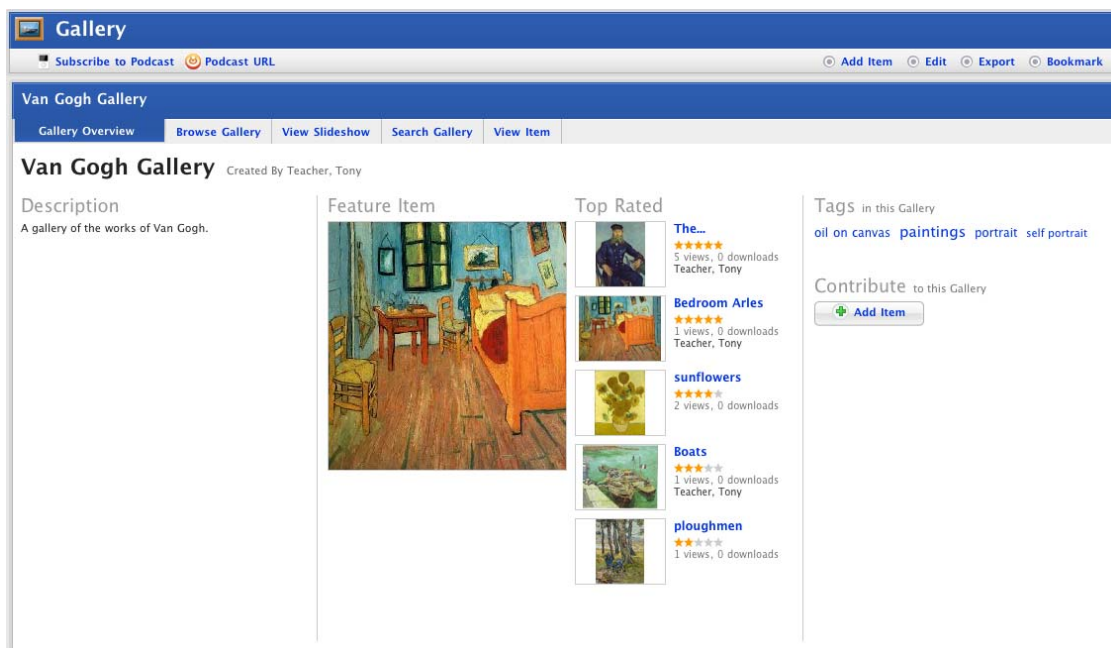 Gallery
Subscribe to Podcast Podcast URL Add Item Edit Export Bookmark
Van Gogh Gallery
Gallery Overview Browse Gallery View Slideshow Search Gallery View Item
Van Gogh Gallery Created By Teacher, Tony
Description
A gallery of the works of Van Gogh.
Feature Item
Top Rated
The...
5 views, 0 downloads
Teacher, Tony
Bedroom Arles
1 views, 0 downloads
Teacher, Tony
sunflowers
2 views, 0 downloads
Boats
1 views, 0 downloads
Teacher, Tony
ploughmen
1 views, 0 downloads
Tags in this Gallery
oil on canvas paintings portrait self portrait
Contribute to this Gallery
Add Item